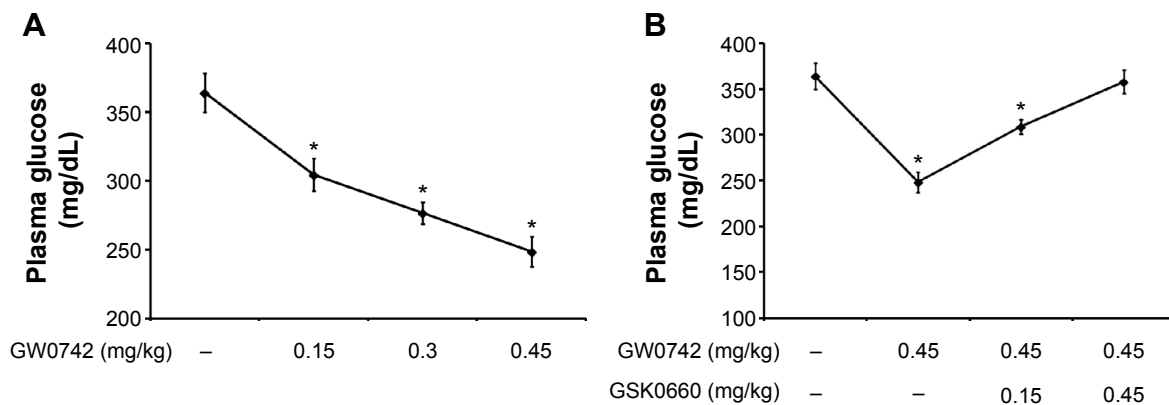 A
Plasma glucose
(mg/dL)
400
350
300
250
200
*
*
*
GW0742 (mg/kg) – 0.15 0.3 0.45
B
Plasma glucose
(mg/dL)
400
350
300
250
200
150
100
*
*
GW0742 (mg/kg) – 0.45 0.45 0.45
GSK0660 (mg/kg) – – 0.15 0.45